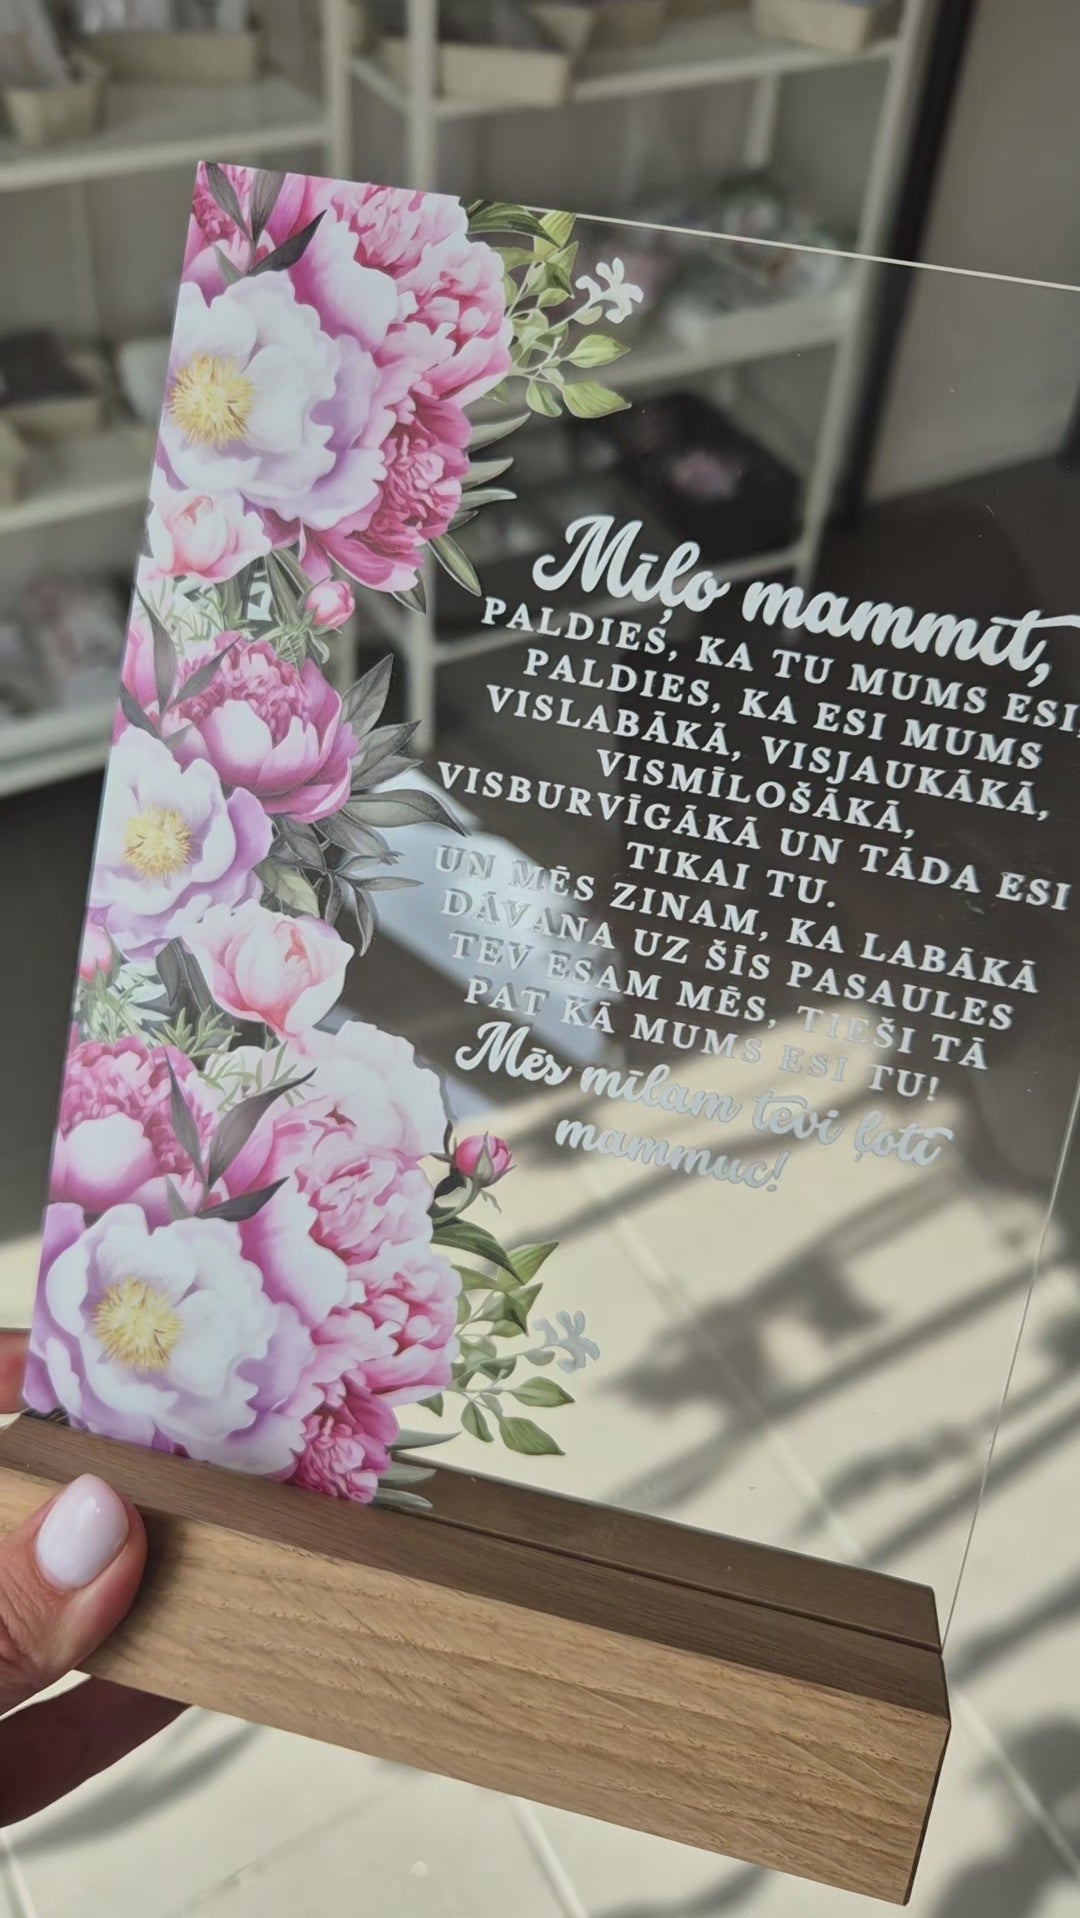 Mīļo mammīt,
PALDIES, KA TU MUMS ESI,
PALDIES, KA ESI MUMS
VISLABĀKĀ, VISJAUKĀKĀ,
VISMĪLOŠĀKĀ,
VISBURVĪGĀKĀ UN TĀDA ESI
TIKAI TU.
UN MĒS ZINAM, KA LABĀKĀ
DĀVANA UZ ŠĪS PASAULES
TEV ESAM MĒS, TIEŠI TĀ
PAT KĀ MUMS ESI TU!
Mēs mīlam tevi ļoti
mammuc!